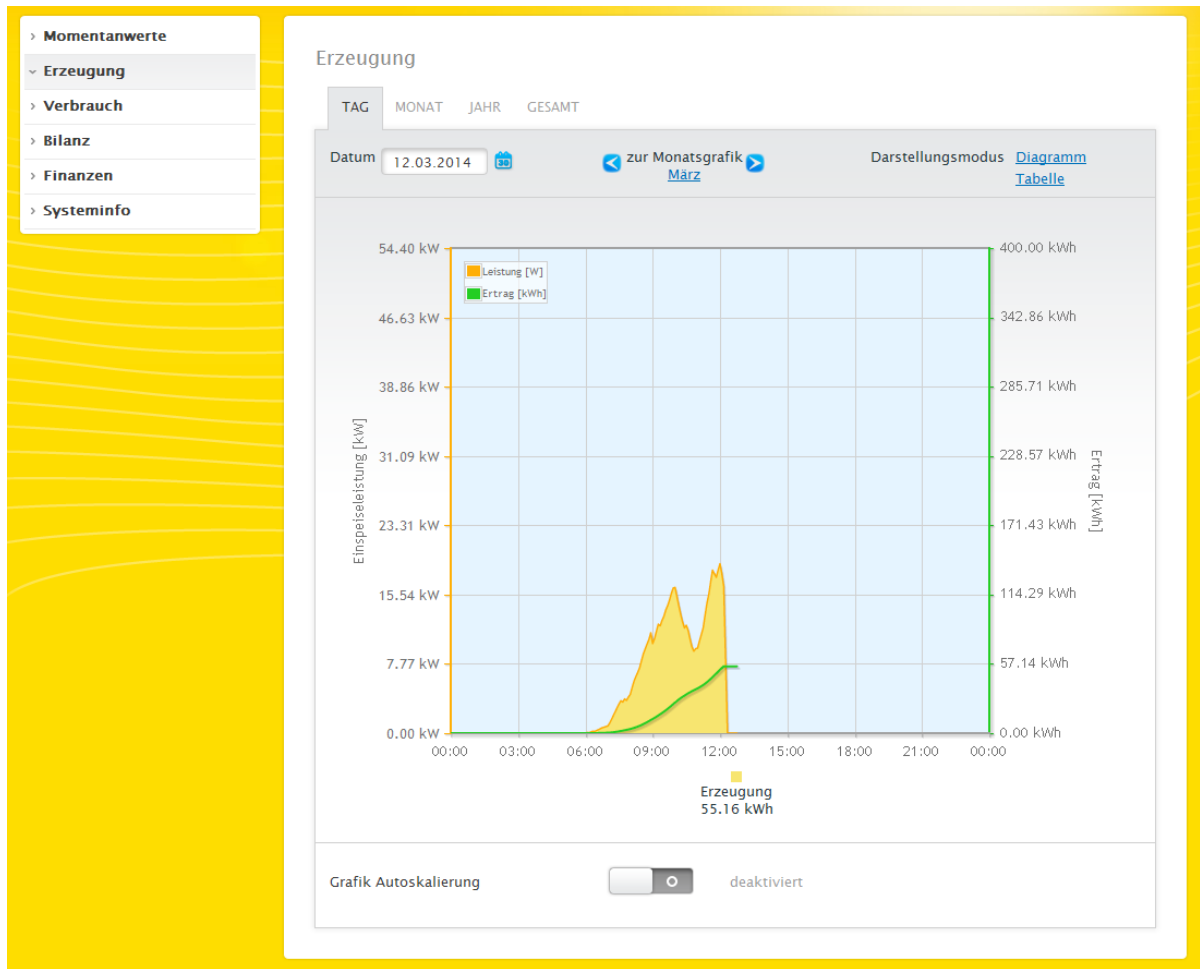 Momentanwerte
Erzeugung
Verbrauch
Bilanz
Finanzen
Systeminfo
Erzeugung
TAG MONAT JAHR GESAMT
Datum 12.03.2014 30 zur Monatsgrafik Darstellungsmodus Diagramm
März Tabelle
54.40 kW 400.00 kWh
Leistung [W]
Ertrag [kWh]
46.63 kW 342.86 kWh
38.86 kW 285.71 kWh
31.09 kW 228.57 kWh
23.31 kW 171.43 kWh
15.54 kW 114.29 kWh
7.77 kW 57.14 kWh
0.00 kW 0.00 kWh
Einspeiseleistung [kW]
Ertrag [kWh]
00:00 03:00 06:00 09:00 12:00 15:00 18:00 21:00 00:00
Erzeugung
55.16 kWh
Grafik Autoskalierung deaktiviert